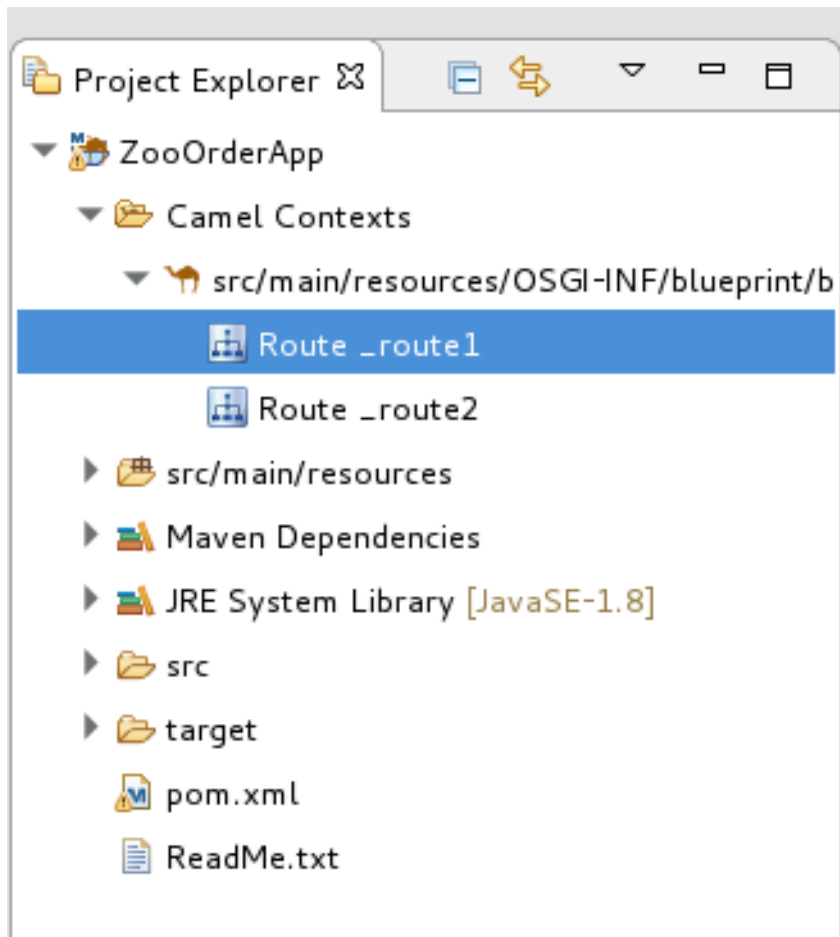 Project Explorer
ZooOrderApp
Camel Contexts
src/main/resources/OSGI-INF/blueprint/b
Route _route1
Route _route2
src/main/resources
Maven Dependencies
JRE System Library [JavaSE-1.8]
src
target
pom.xml
ReadMe.txt